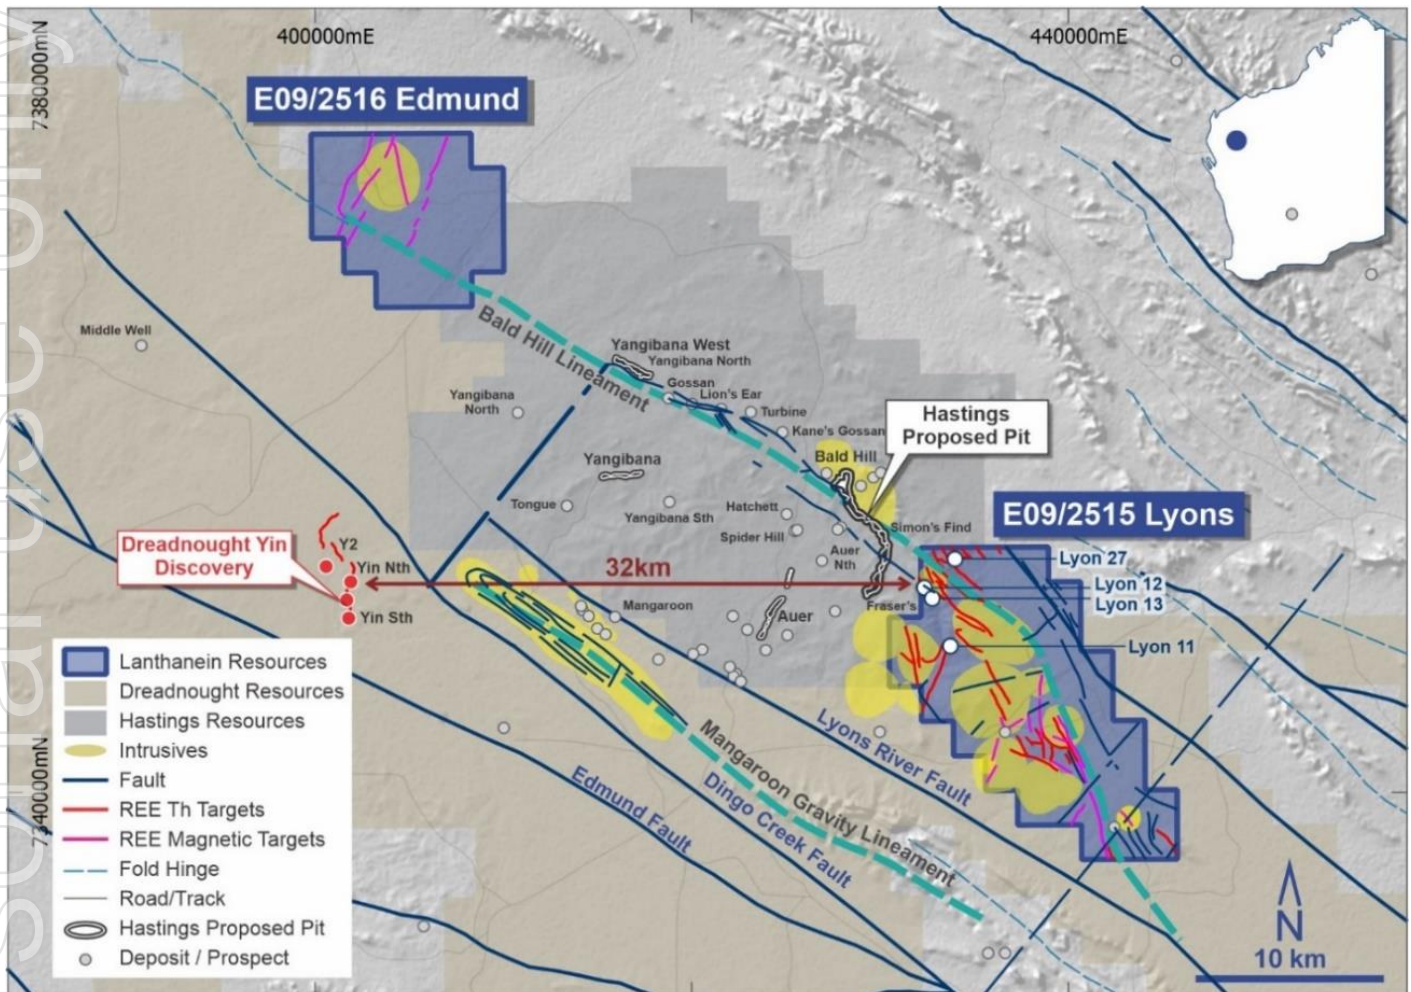 400000mE
440000mE
7380000mN
7340000mN
E09/2516 Edmund
Bald Hill Lineament
Middle Well
Yangibana West
Yangibana North
Gossan
Lion's Ear
Turbine
Kane's Gossan
Yangibana
North
Hastings
Proposed Pit
Bald Hill
Yangibana
Tongue
Yangibana Sth
Hatchett
Spider Hill
Auer
Nth
Simon's Find
E09/2515 Lyons
Lyon 27
Lyon 12
Lyon 13
Lyon 11
Dreadnought Yin
Discovery
Y2
Yin Nth
Yin Sth
32km
Mangaroon
Auer
Fraser's
Lyons River Fault
Mangaroon Gravity Lineament
Dingo Creek Fault
Edmund Fault
Lanthanein Resources
Dreadnought Resources
Hastings Resources
Intrusives
Fault
REE Th Targets
REE Magnetic Targets
Fold Hinge
Road/Track
Hastings Proposed Pit
Deposit / Prospect
N
10 km